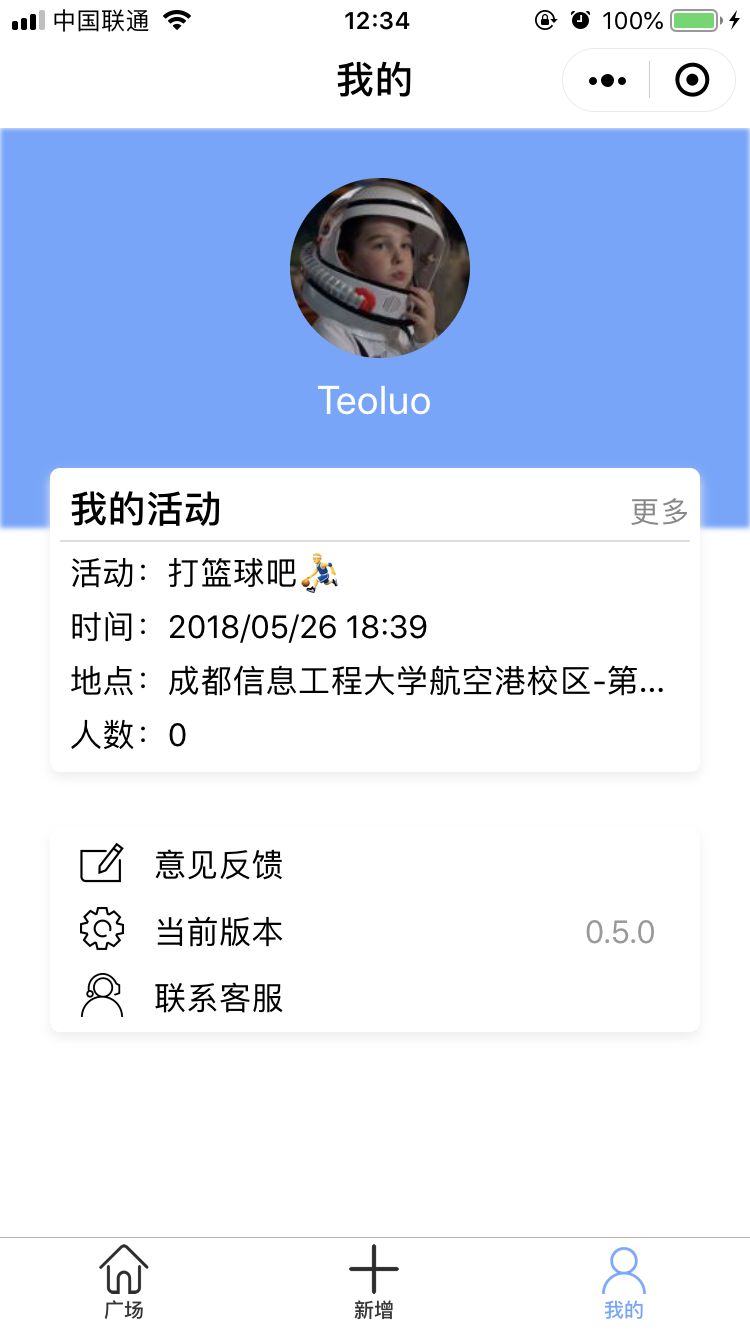 中国联通 12:34 100%
我的
Teoluo
我的活动 更多
活动：打篮球吧⛹️
时间：2018/05/26 18:39
地点：成都信息工程大学航空港校区-第...
人数：0
意见反馈
当前版本 0.5.0
联系客服
广场 新增 我的